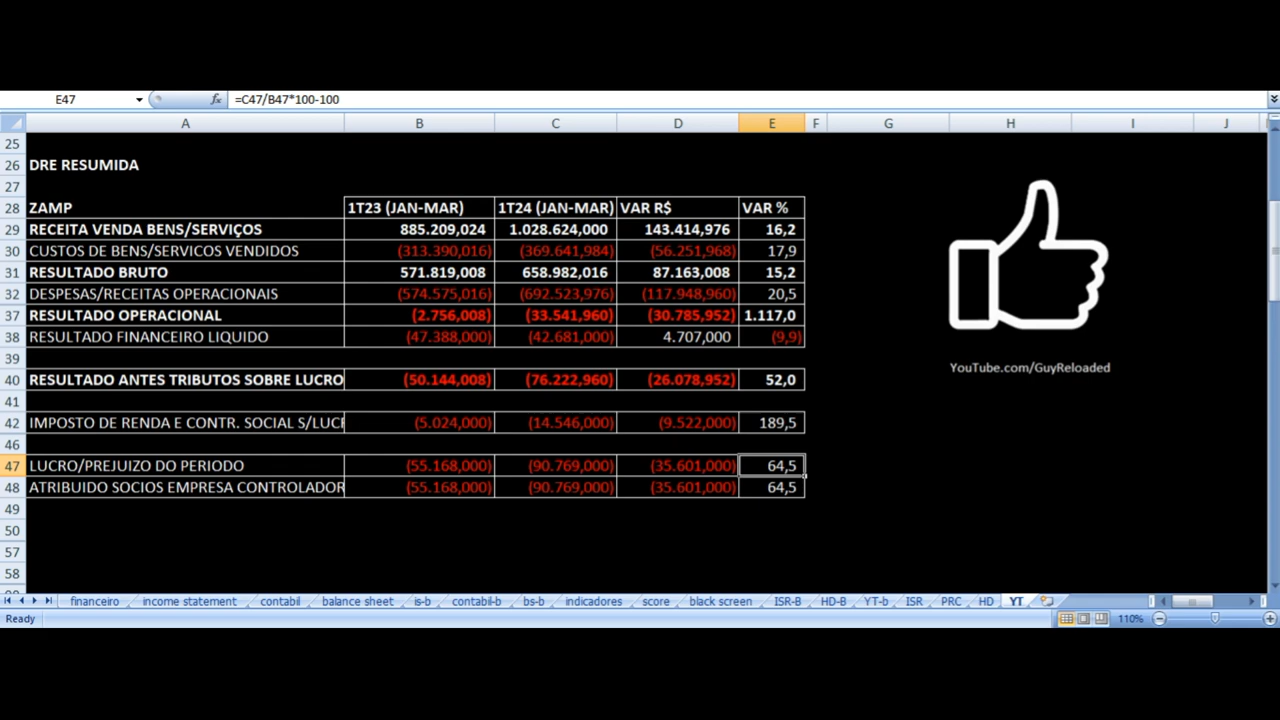 E47 fx =C47/B47*100-100
A B C D E F G H I J
25
26 DRE RESUMIDA
27
28 ZAMP 1T23 (JAN-MAR) 1T24 (JAN-MAR) VAR R$ VAR %
29 RECEITA VENDA BENS/SERVIÇOS 885.209,024 1.028.624,000 143.414,976 16,2
30 CUSTOS DE BENS/SERVICOS VENDIDOS (313.390,016) (369.641,984) (56.251,968) 17,9
31 RESULTADO BRUTO 571.819,008 658.982,016 87.163,008 15,2
32 DESPESAS/RECEITAS OPERACIONAIS (574.575,016) (692.523,976) (117.948,960) 20,5
37 RESULTADO OPERACIONAL (2.756,008) (33.541,960) (30.785,952) 1.117,0
38 RESULTADO FINANCEIRO LIQUIDO (47.388,000) (42.681,000) 4.707,000 (9,9)
YouTube.com/GuyReloaded
39
40 RESULTADO ANTES TRIBUTOS SOBRE LUCRO (50.144,008) (76.222,960) (26.078,952) 52,0
41
42 IMPOSTO DE RENDA E CONTR. SOCIAL S/LUCR (5.024,000) (14.546,000) (9.522,000) 189,5
46
47 LUCRO/PREJUIZO DO PERIODO (55.168,000) (90.769,000) (35.601,000) 64,5
48 ATRIBUIDO SOCIOS EMPRESA CONTROLADOR (55.168,000) (90.769,000) (35.601,000) 64,5
49
50
57
58
financeiro income statement contabil balance sheet is-b contabil-b bs-b indicadores score black screen ISR-B HD-B YT-b ISR PRC HD YT
Ready 110%